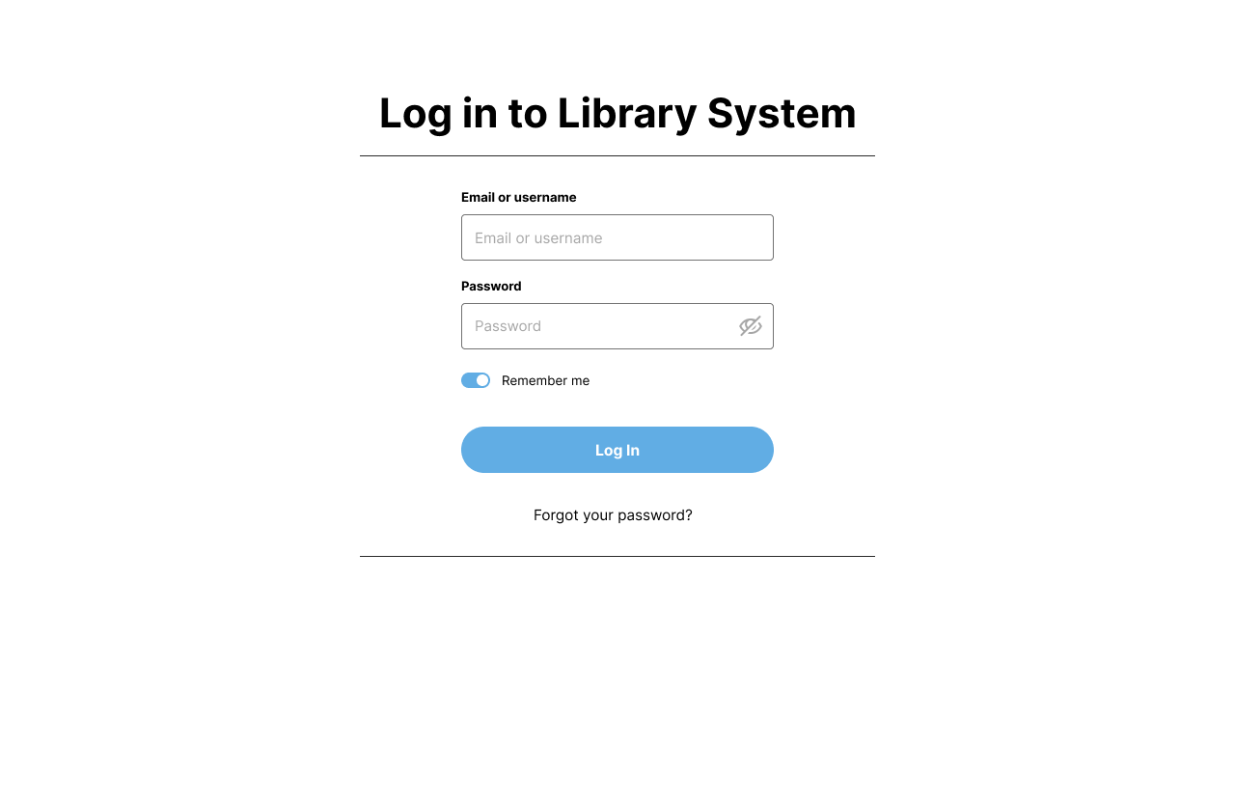 Log in to Library System
Email or username
Email or username
Password
Password
Remember me
Log In
Forgot your password?